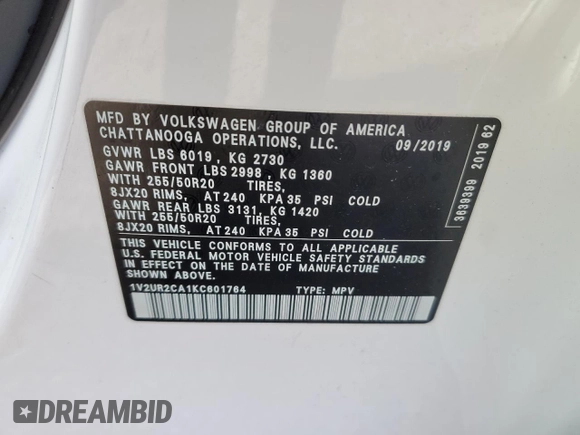 MFD BY VOLKSWAGEN GROUP OF AMERICA
CHATTANOOGA OPERATIONS, LLC. 09/2019
GVWR LBS 6019 , KG 2730
GAWR FRONT LBS 2998 , KG 1360
WITH 255/50R20 TIRES,
8JX20 RIMS, AT 240 KPA 35 PSI COLD
GAWR REAR LBS 3131, KG 1420
WITH 255/50R20 TIRES,
8JX20 RIMS, AT 240 KPA 35 PSI COLD
THIS VEHICLE CONFORMS TO ALL APPLICABLE
U.S. FEDERAL MOTOR VEHICLE SAFETY STANDARDS
IN EFFECT ON THE DATE OF MANUFACTURE
SHOWN ABOVE.
1V2UR2CA1KC601764 TYPE: MPV
3639399 2019 62
DREAMBID